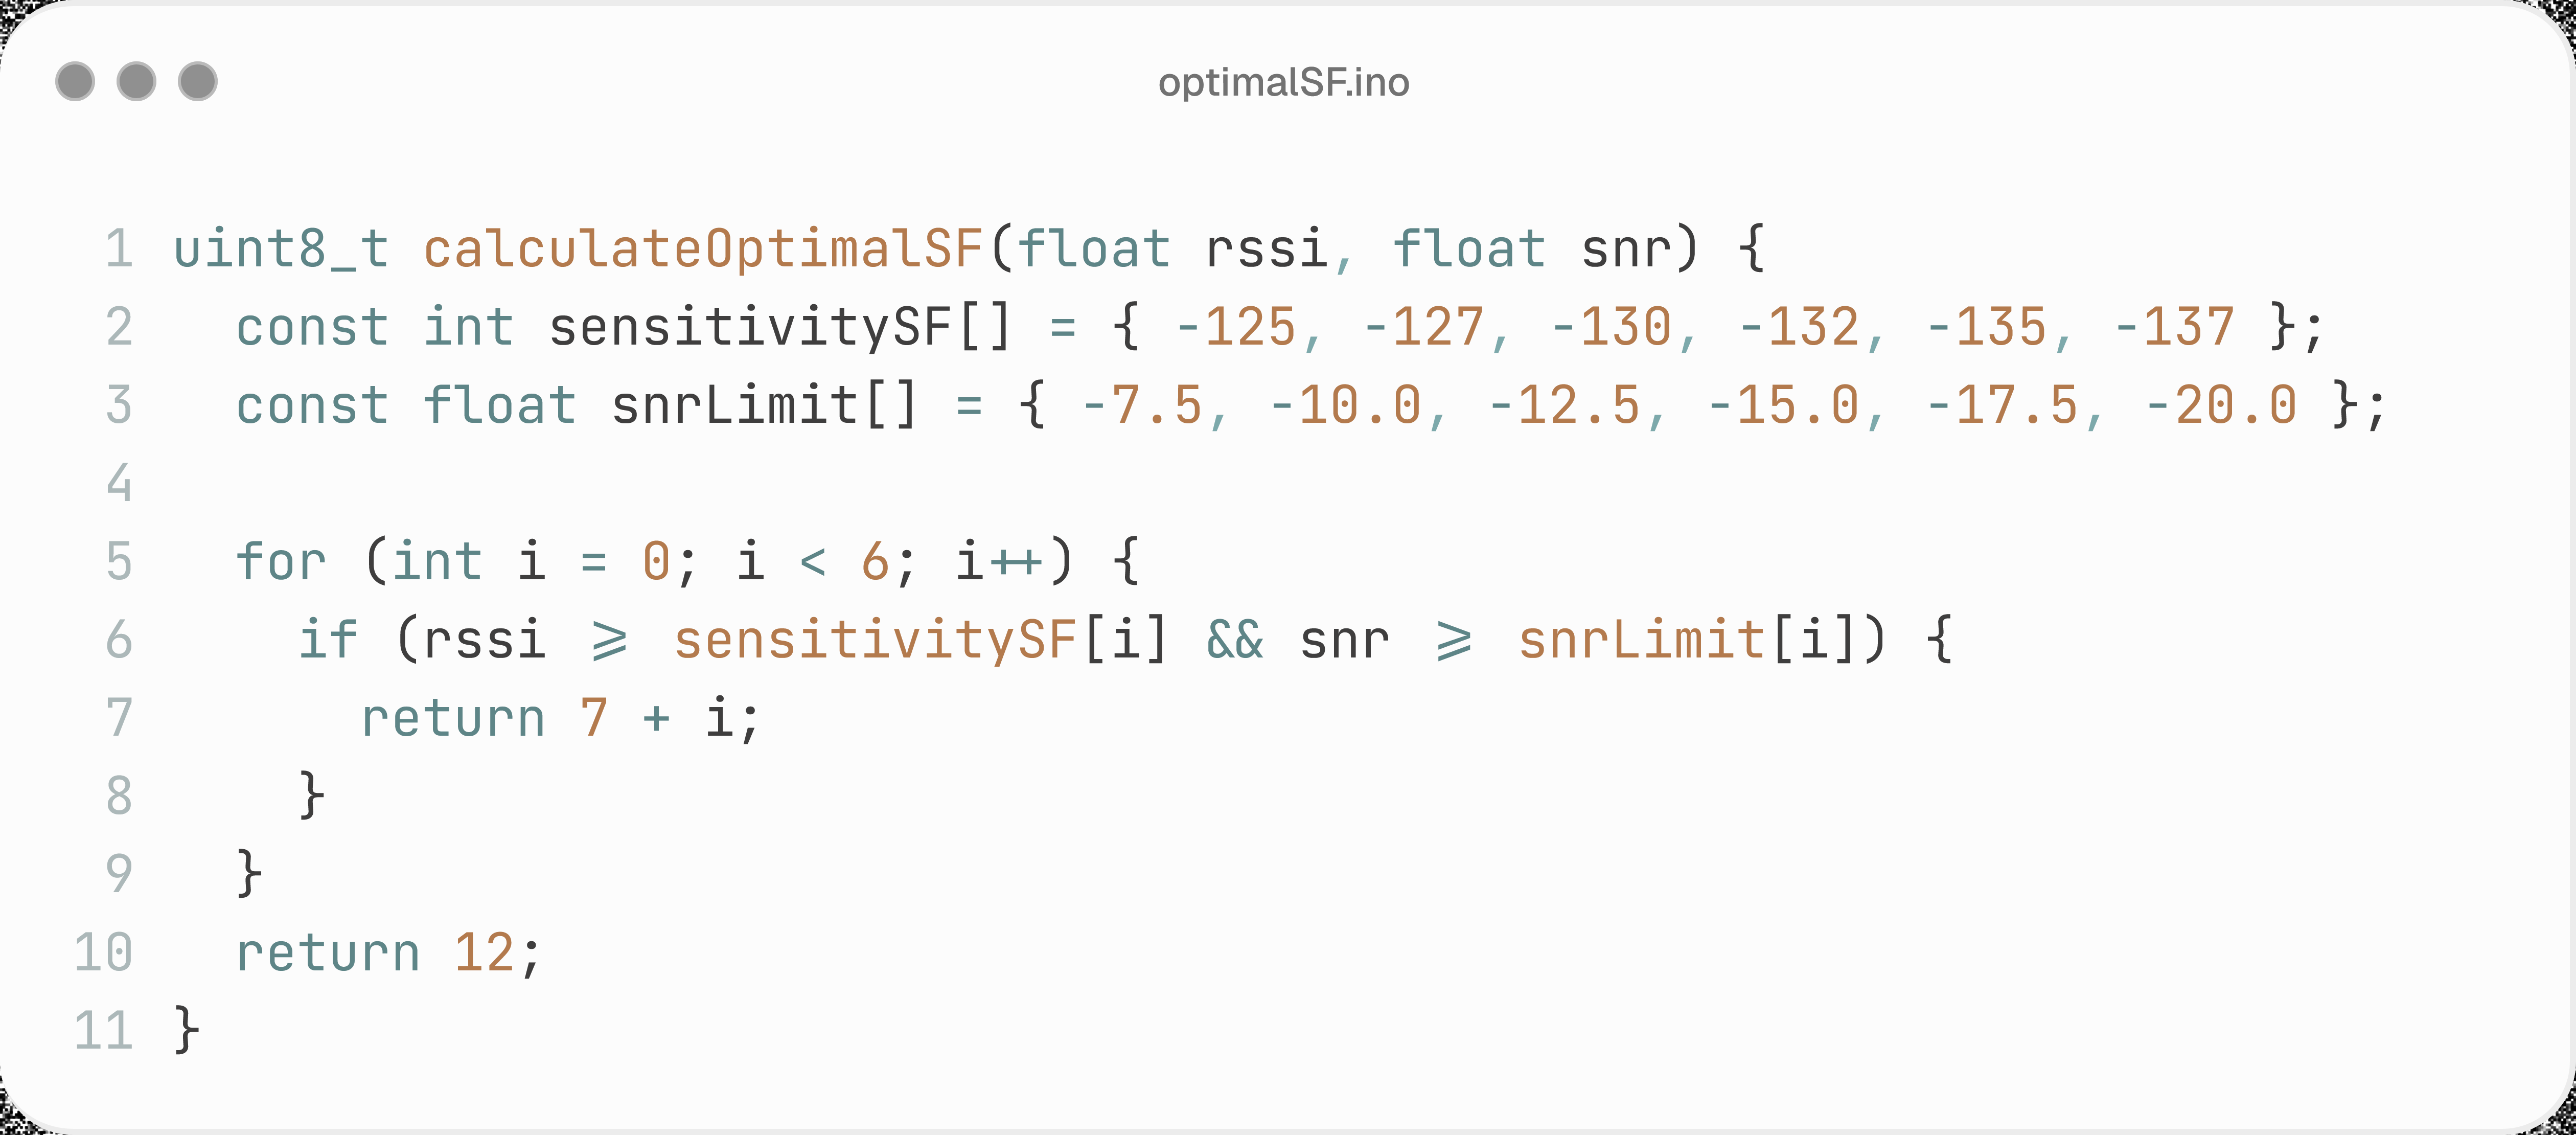 optimalSF.ino
1 uint8_t calculateOptimalSF(float rssi, float snr) {
2   const int sensitivitySF[] = { -125, -127, -130, -132, -135, -137 };
3   const float snrLimit[] = { -7.5, -10.0, -12.5, -15.0, -17.5, -20.0 };
4
5   for (int i = 0; i < 6; i++) {
6     if (rssi >= sensitivitySF[i] && snr >= snrLimit[i]) {
7       return 7 + i;
8     }
9   }
10   return 12;
11 }